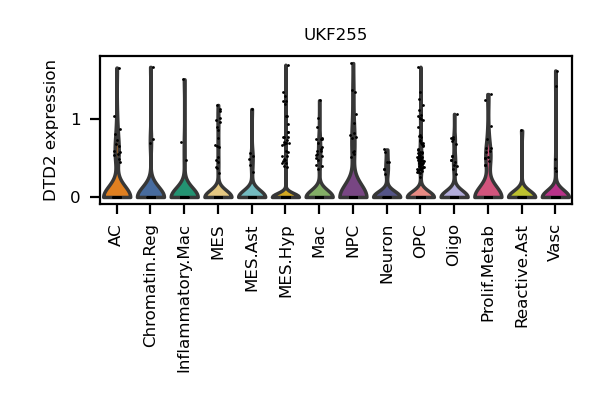 UKF255
DTD2 expression
1
0
AC
Chromatin.Reg
Inflammatory.Mac
MES
MES.Ast
MES.Hyp
Mac
NPC
Neuron
OPC
Oligo
Prolif.Metab
Reactive.Ast
Vasc